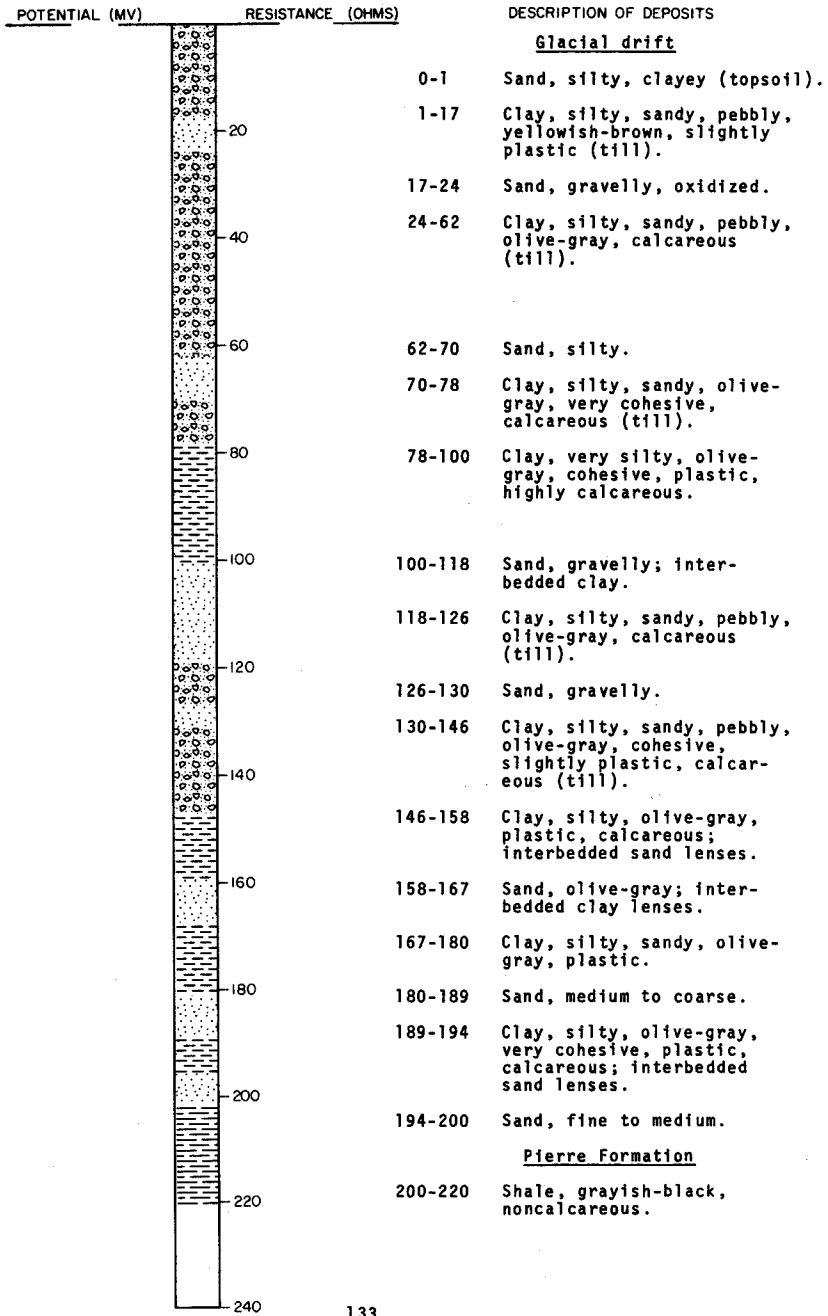 POTENTIAL (MV) RESISTANCE (OHMS) DESCRIPTION OF DEPOSITS
Glacial drift
0-1 Sand, silty, clayey (topsoil).
1-17 Clay, silty, sandy, pebbly,
yellowish-brown, slightly
plastic (till).
20
17-24 Sand, gravelly, oxidized.
24-62 Clay, silty, sandy, pebbly,
olive-gray, calcareous
(till).
40
60
62-70 Sand, silty.
70-78 Clay, silty, sandy, olive-
gray, very cohesive,
calcareous (till).
80
78-100 Clay, very silty, olive-
gray, cohesive, plastic,
highly calcareous.
100
100-118 Sand, gravelly; inter-
bedded clay.
118-126 Clay, silty, sandy, pebbly,
olive-gray, calcareous
(till).
120
126-130 Sand, gravelly.
130-146 Clay, silty, sandy, pebbly,
olive-gray, cohesive,
slightly plastic, calcar-
eous (till).
140
146-158 Clay, silty, olive-gray,
plastic, calcareous;
interbedded sand lenses.
160
158-167 Sand, olive-gray; inter-
bedded clay lenses.
167-180 Clay, silty, sandy, olive-
gray, plastic.
180
180-189 Sand, medium to coarse.
189-194 Clay, silty, olive-gray,
very cohesive, plastic,
calcareous; interbedded
sand lenses.
200
194-200 Sand, fine to medium.
Pierre Formation
200-220 Shale, grayish-black,
noncalcareous.
220
240
133